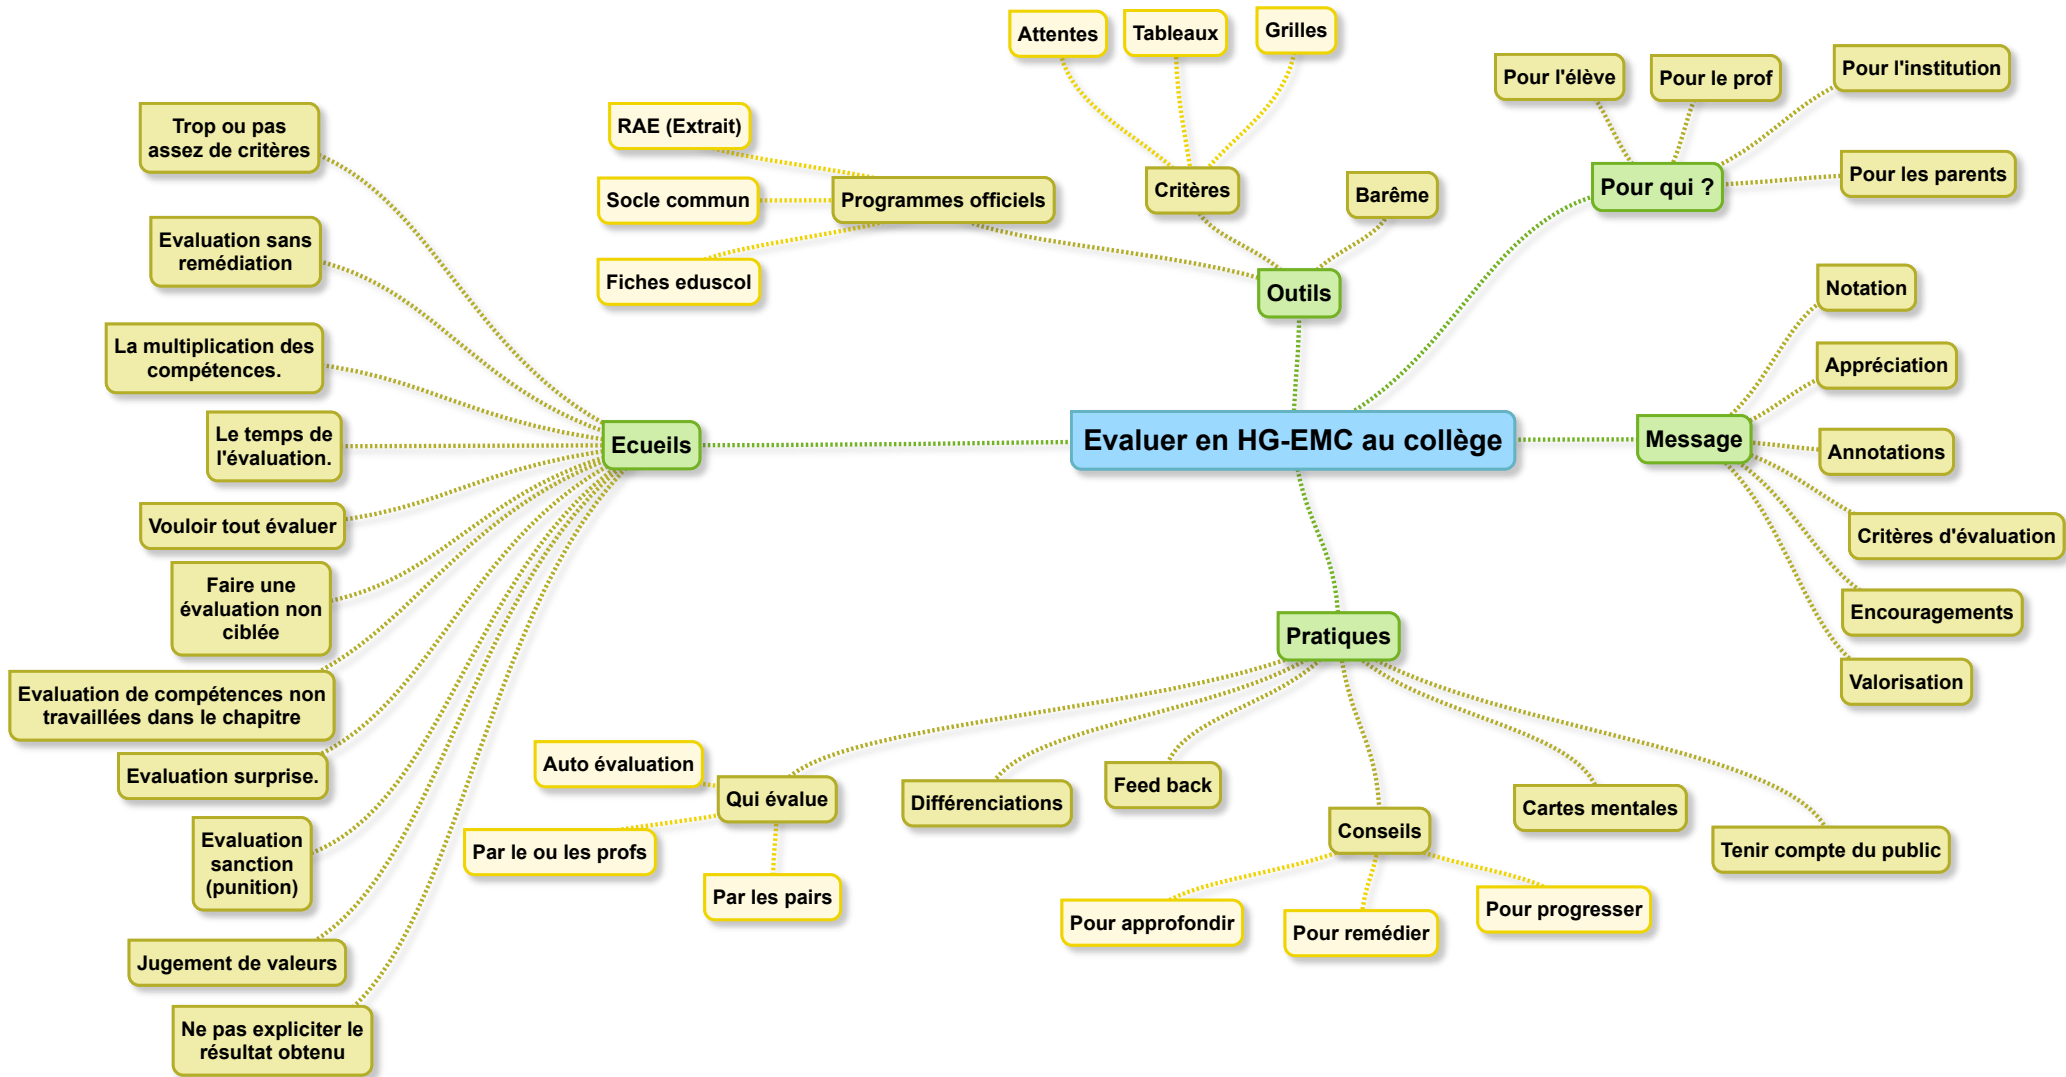 Evaluer en HG-EMC au collège
Pour qui ?
Pour l'élève
Pour le prof
Pour l'institution
Pour les parents
Message
Notation
Appréciation
Annotations
Critères d'évaluation
Encouragements
Valorisation
Pratiques
Tenir compte du public
Cartes mentales
Conseils
Pour progresser
Pour remédier
Pour approfondir
Feed back
Différenciations
Qui évalue
Auto évaluation
Par le ou les profs
Par les pairs
Ecueils
Trop ou pas
assez de critères
Evaluation sans
remédiation
La multiplication des
compétences.
Le temps de
l'évaluation.
Vouloir tout évaluer
Faire une
évaluation non
ciblée
Evaluation de compétences non
travaillées dans le chapitre
Evaluation surprise.
Evaluation
sanction
(punition)
Jugement de valeurs
Ne pas expliciter le
résultat obtenu
Outils
Programmes officiels
RAE (Extrait)
Socle commun
Fiches eduscol
Critères
Attentes
Tableaux
Grilles
Barême